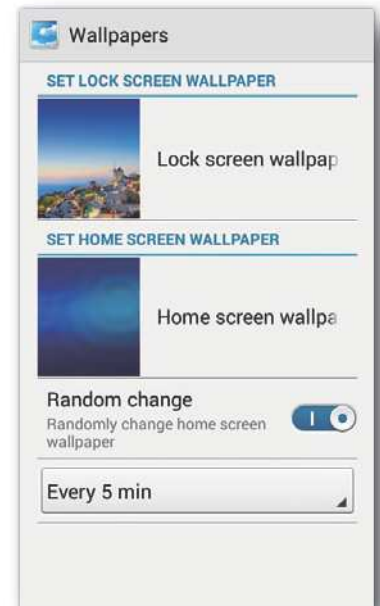 Wallpapers
SET LOCK SCREEN WALLPAPER
Lock screen wallpap
SET HOME SCREEN WALLPAPER
Home screen wallpa
Random change
Randomly change home screen
wallpaper
Every 5 min